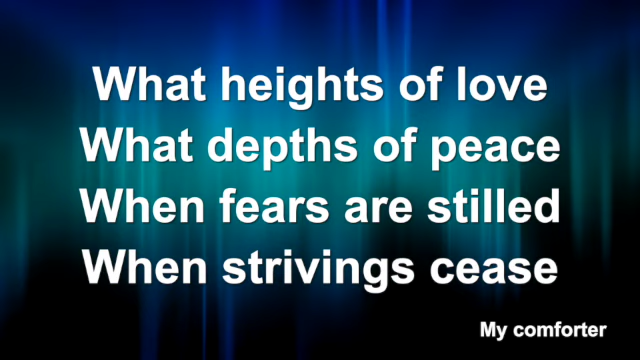 What heights of love
What depths of peace
When fears are stilled
When strivings cease
My comforter